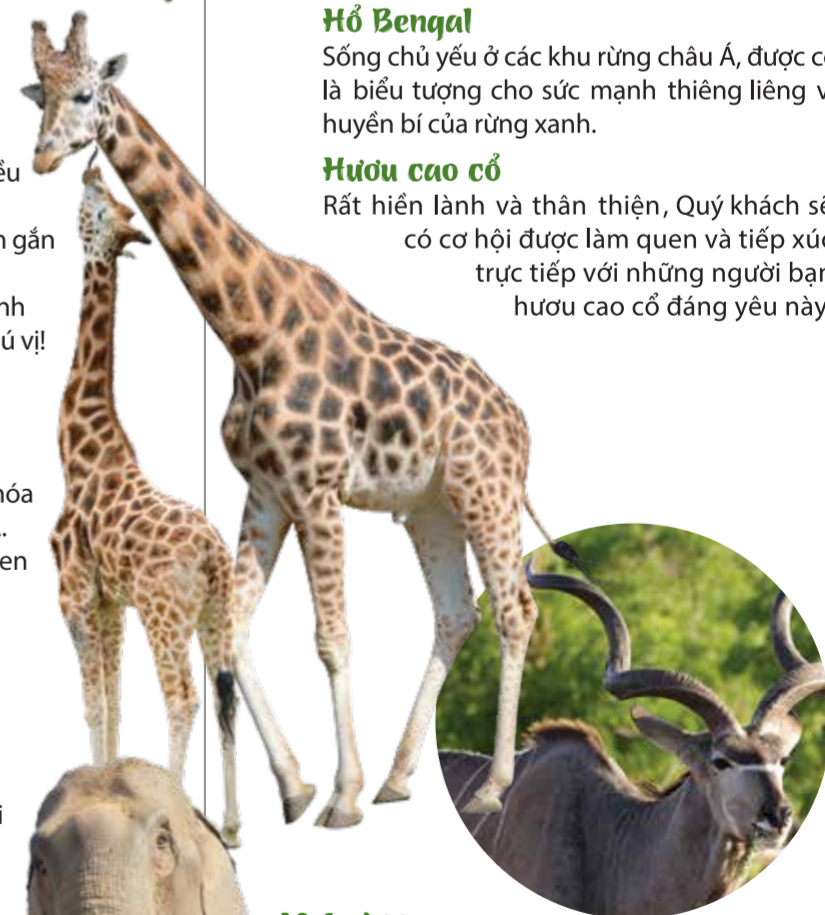 ều
gắn
nh
ú vị!
hóa
en
i
Hổ Bengal
Sống chủ yếu ở các khu rừng châu Á, được
là biểu tượng cho sức mạnh thiêng liêng v
huyền bí của rừng xanh.
Hươu cao cổ
Rất hiền lành và thân thiện, Quý khách sẽ
có cơ hội được làm quen và tiếp xúc
trực tiếp với những người bạn
hươu cao cổ đáng yêu này